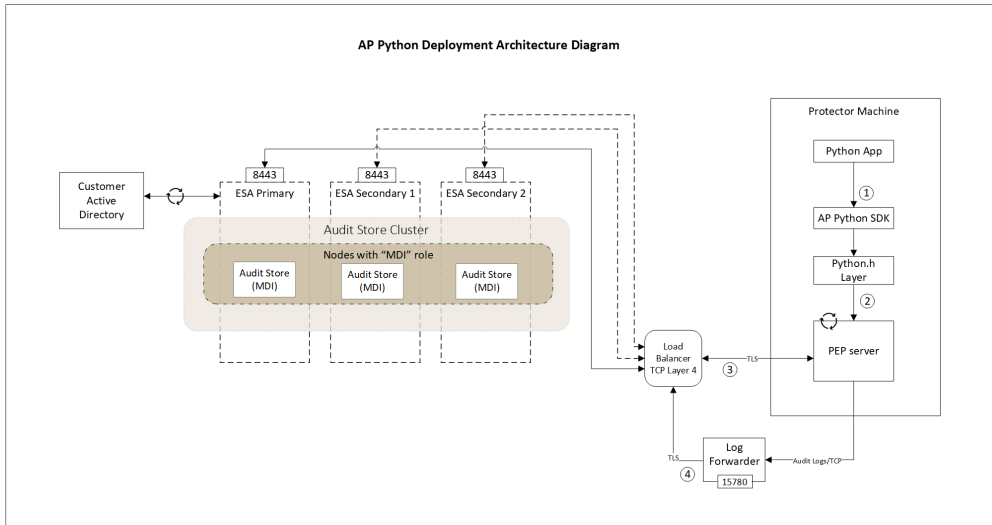 AP Python Deployment Architecture Diagram
Protector Machine
Python App
8443
8443
8443
Customer
Active
Directory
ESA Primary
ESA Secondary 1
ESA Secondary 2
1
AP Python SDK
Audit Store Cluster
Nodes with “MDI” role
Audit Store
(MDI)
Audit Store
(MDI)
Audit Store
(MDI)
Python.h
Layer
2
PEP server
Load
Balancer
TCP Layer 4
TLS
3
Log
Forwarder
15780
TLS
4
Audit Logs/TCP